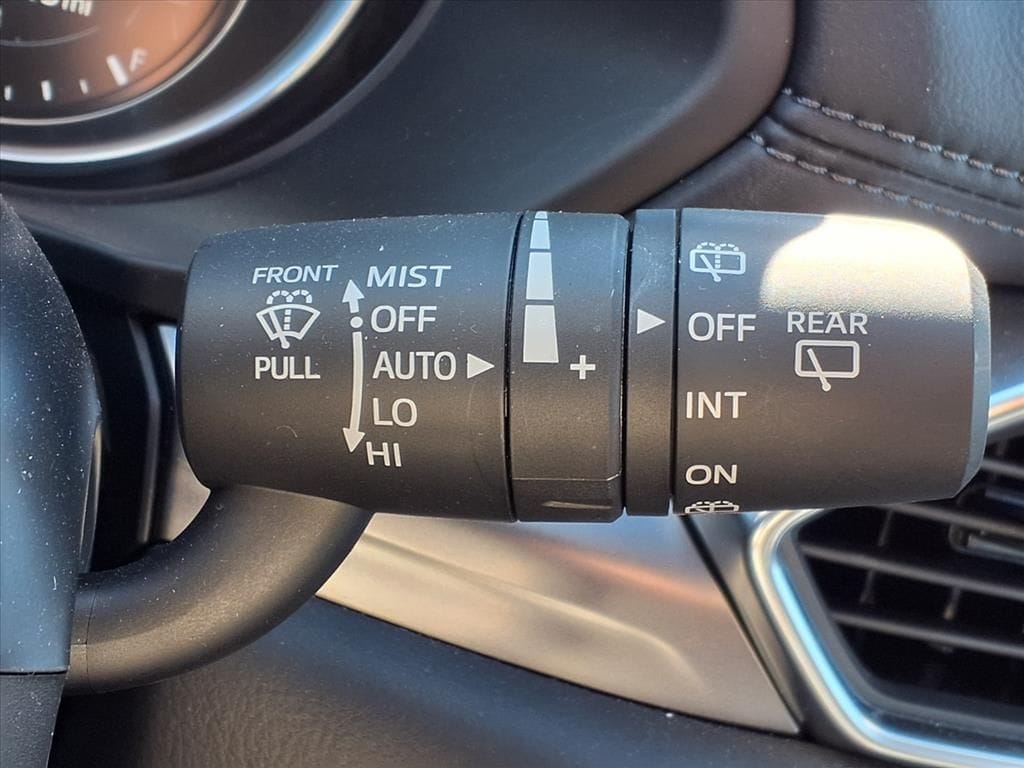 FRONT
PULL
MIST
OFF
AUTO
LO
HI
+
OFF
INT
ON
REAR
F